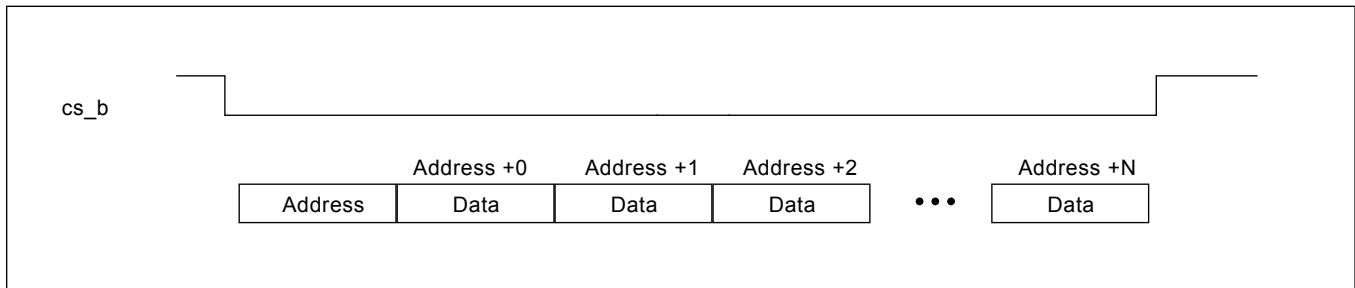 cs_b
Address +0 Address +1 Address +2 Address +N
Address Data Data Data ••• Data